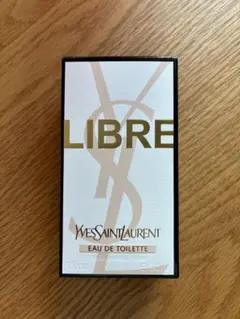 LIBRE
YVESSAINTLAURENT
EAU DE TOILETTE